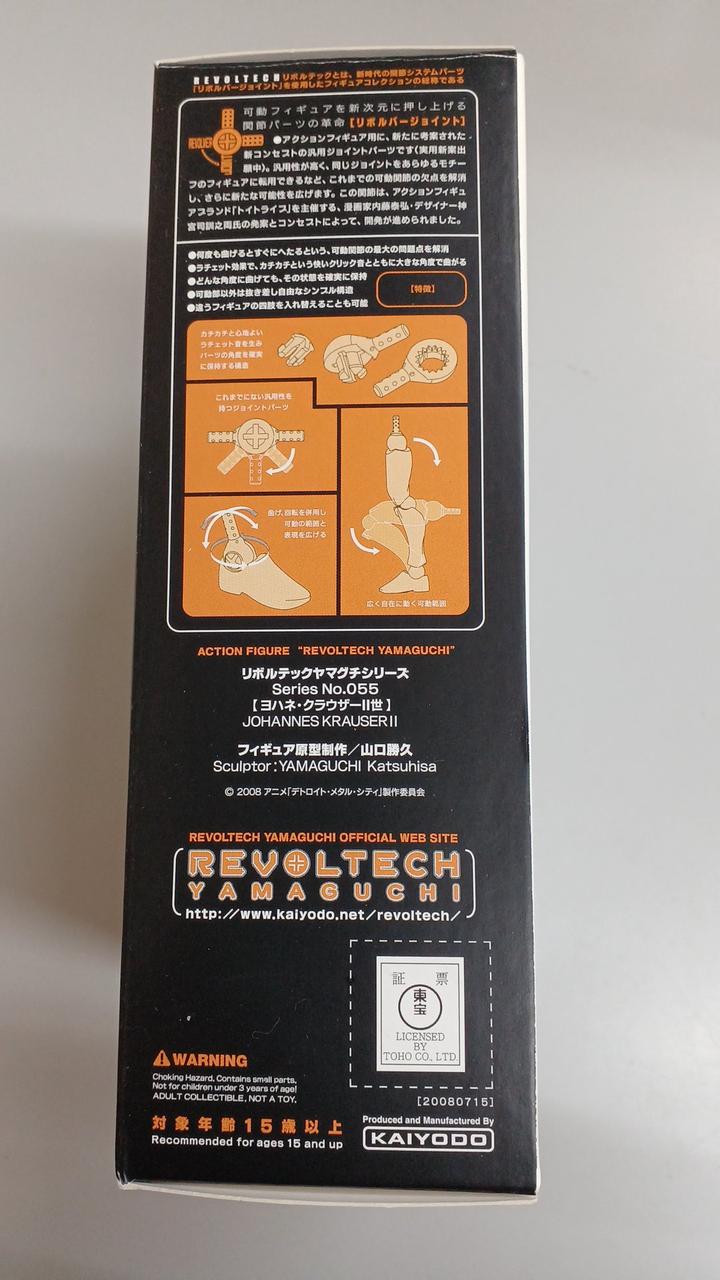 REVOLTECH リボルテックとは、新時代の関節システムパーツ
「リボルバージョイント」を使用したフィギュアコレクションの総称である
可動フィギュアを新次元に押し上げる
関節パーツの革命【リボルバージョイント】
REVOLVER
●アクションフィギュア用に、新たに考案された
新コンセプトの汎用ジョイントパーツです(実用新案出
願中)。汎用性が高く、同じジョイントをあらゆるモチー
フのフィギュアに転用できるなど、これまでの可動関節の欠点を解消
し、さらに新たな可能性を広げます。この関節は、アクションフィギュ
アブランド「トイトライブ」を主催する、漫画家内藤泰弘・デザイナー神
宮司訓之両氏の発案とコンセプトによって、開発が進められました。
●何度も曲げるとすぐにへたるという、可動関節の最大の問題点を解消
●ラチェット効果で、カチカチという快いクリック音とともに大きな角度で曲がる
●どんな角度に曲げても、その状態を確実に保持
●可動部以外は抜き差し自由なシンプル構造
●違うフィギュアの四肢を入れ替えることも可能
【特徴】
カチカチと心地よい
ラチェット音を生み
パーツの角度を確実
に保持する構造
これまでにない汎用性を
持つジョイントパーツ
曲げ、回転を併用し
可動の範囲と
表現を広げる
広く自在に動く可動範囲
ACTION FIGURE "REVOLTECH YAMAGUCHI"
リボルテックヤマグチシリーズ
Series No.055
【ヨハネ・クラウザーII世】
JOHANNES KRAUSER II
フィギュア原型制作/山口勝久
Sculptor:YAMAGUCHI Katsuhisa
© 2008 アニメ「デトロイト・メタル・シティ」製作委員会
REVOLTECH YAMAGUCHI OFFICIAL WEB SITE
REVOLTECH
YAMAGUCHI
http://www.kaiyodo.net/revoltech/
証 票
東宝
LICENSED
BY
TOHO CO., LTD.
[20080715]
WARNING
Choking Hazard. Contains small parts.
Not for children under 3 years of age!
ADULT COLLECTIBLE, NOT A TOY.
対象年齢15歳以上
Recommended for ages 15 and up
Produced and Manufactured By
KAIYODO